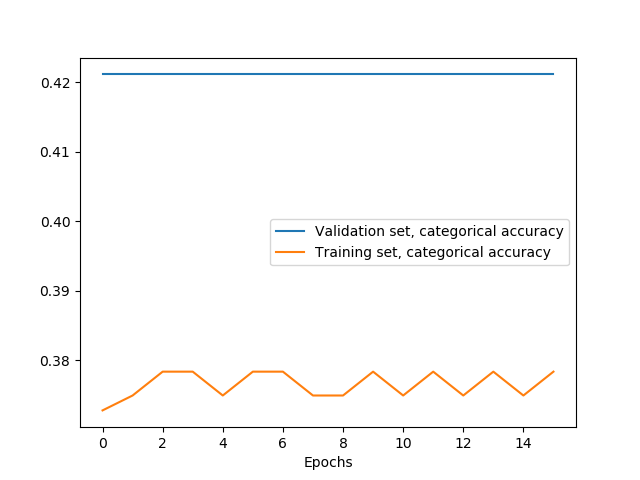 0.42
0.41
0.40
0.39
0.38
Validation set, categorical accuracy
Training set, categorical accuracy
0 2 4 6 8 10 12 14
Epochs